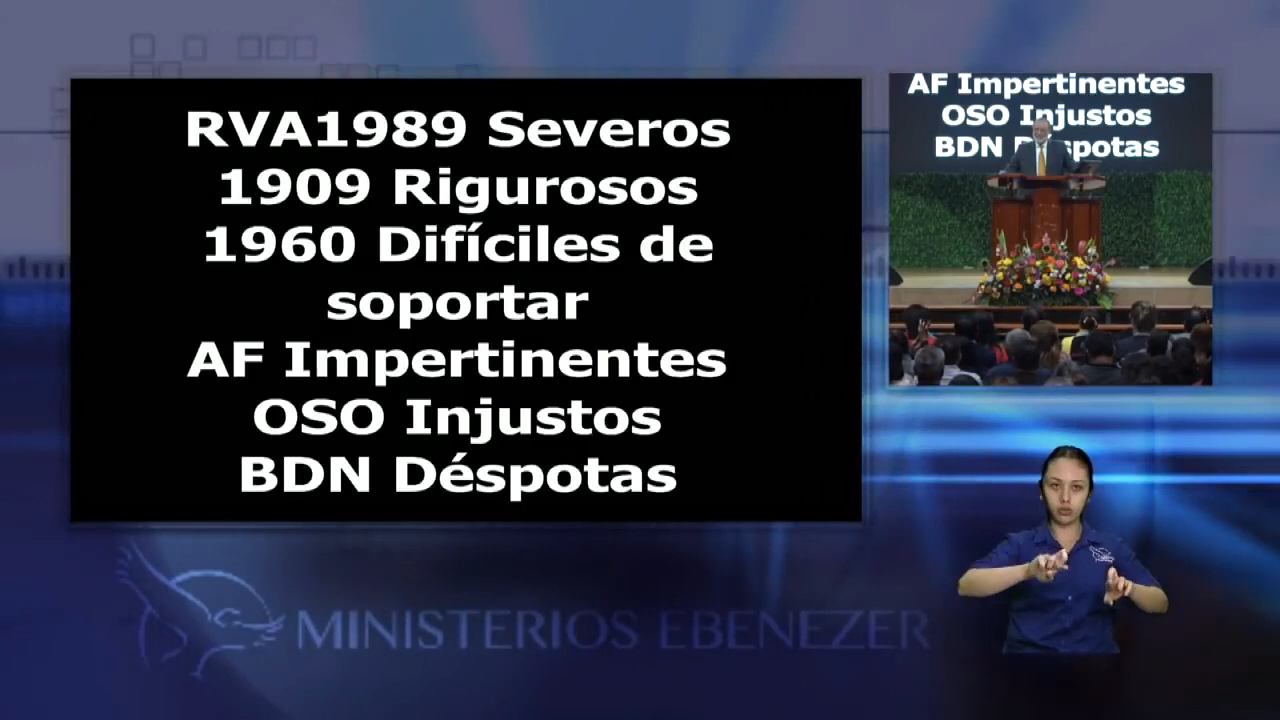 RVA1989 Severos
1909 Rigurosos
1960 Difíciles de
soportar
AF Impertinentes
OSO Injustos
BDN Déspotas
AF Impertinentes
OSO Injustos
BDN spotas
MINISTERIOS EBENEZER